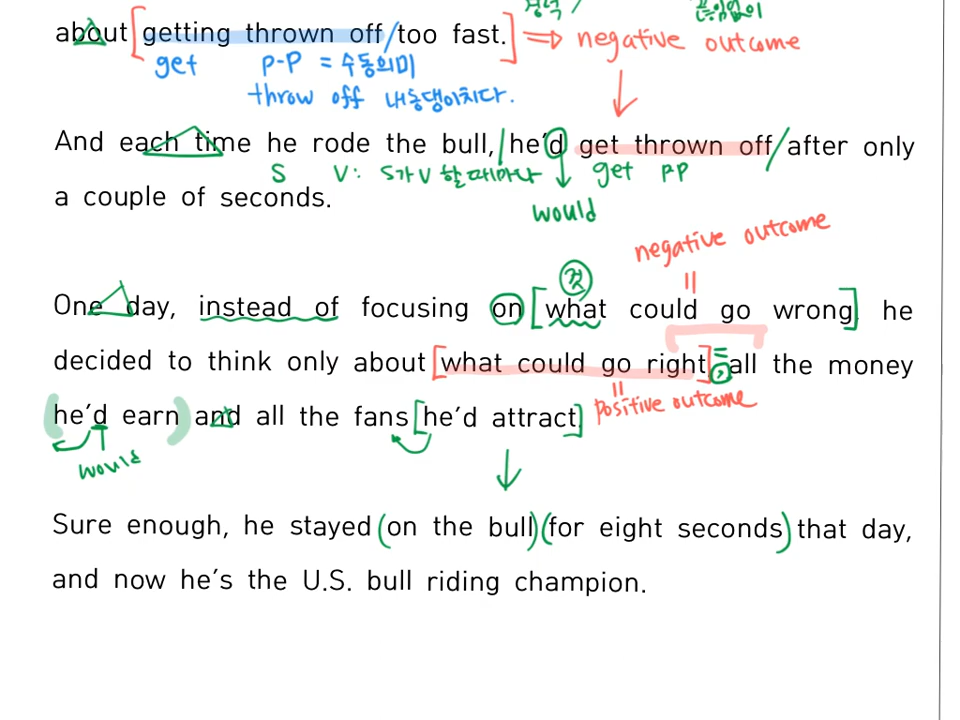 about [getting thrown off/too fast.] ⇒ negative outcome
get p-p = 수동의미
throw off 내동댕이치다.
And each time he rode the bull,/he'd get thrown off/after only
S V: S가 V 할 때마다 get pp
a couple of seconds.
would
negative outcome
것 =
One day, instead of focusing on [what could go wrong] he
decided to think only about [what could go right], all the money
= positive outcome
(he'd earn) and all the fans [he'd attract]
would
Sure enough, he stayed (on the bull)(for eight seconds) that day,
and now he's the U.S. bull riding champion.